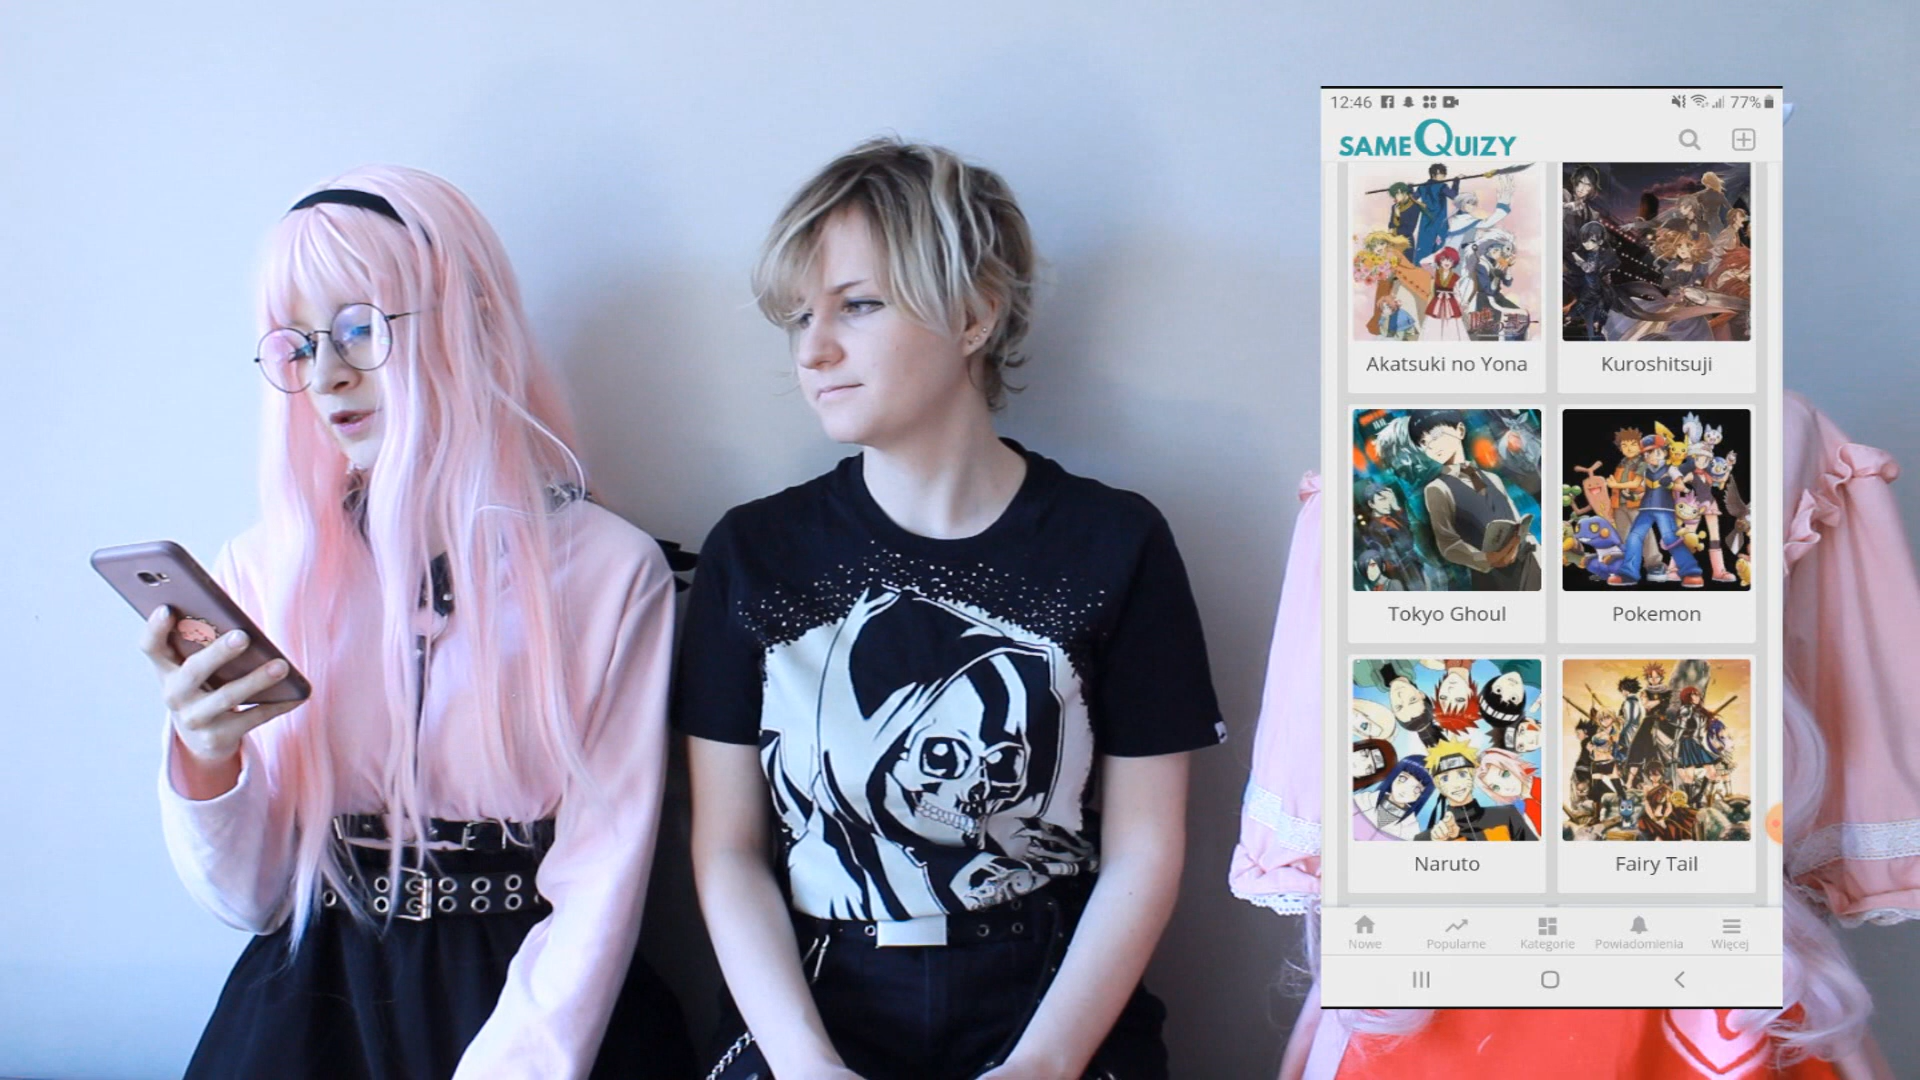 12:46
77%
SAMEQUIZY
Akatsuki no Yona
Kuroshitsuji
Tokyo Ghoul
Pokemon
Naruto
Fairy Tail
Nowe
Popularne
Kategorie
Powiadomienia
Więcej